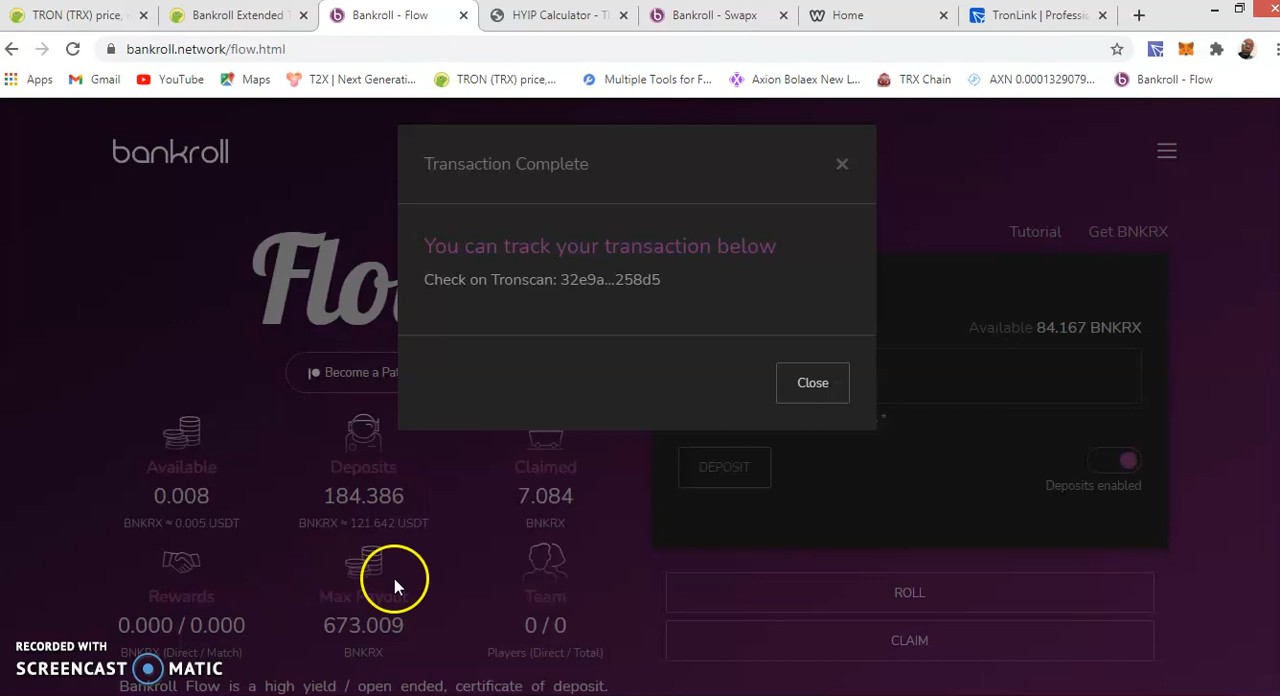 TRON (TRX) price,
Bankroll Extended T
Bankroll - Flow
HYIP Calculator - Ti
Bankroll - Swapx
Home
TronLink | Professio
bankroll.network/flow.html
Apps
Gmail
YouTube
Maps
T2X | Next Generati...
TRON (TRX) price,...
Multiple Tools for F...
Axion Bolaex New L...
TRX Chain
AXN 0.0001329079...
Bankroll - Flow
bankroll
Transaction Complete
You can track your transaction below
Check on Tronscan: 32e9a...258d5
Close
Tutorial
Get BNKRX
Flo
Available 84.167 BNKRX
Become a Pat
DEPOSIT
Deposits enabled
Available
Deposits
Claimed
0.008
184.386
7.084
BNKRX ≈ 0.005 USDT
BNKRX ≈ 121.642 USDT
BNKRX
Rewards
Max Payout
Team
0.000 / 0.000
673.009
0 / 0
BNKRX (Direct / Match)
BNKRX
Players (Direct / Total)
ROLL
CLAIM
RECORDED WITH
SCREENCAST MATIC
Bankroll Flow is a high yield / open ended, certificate of deposit.